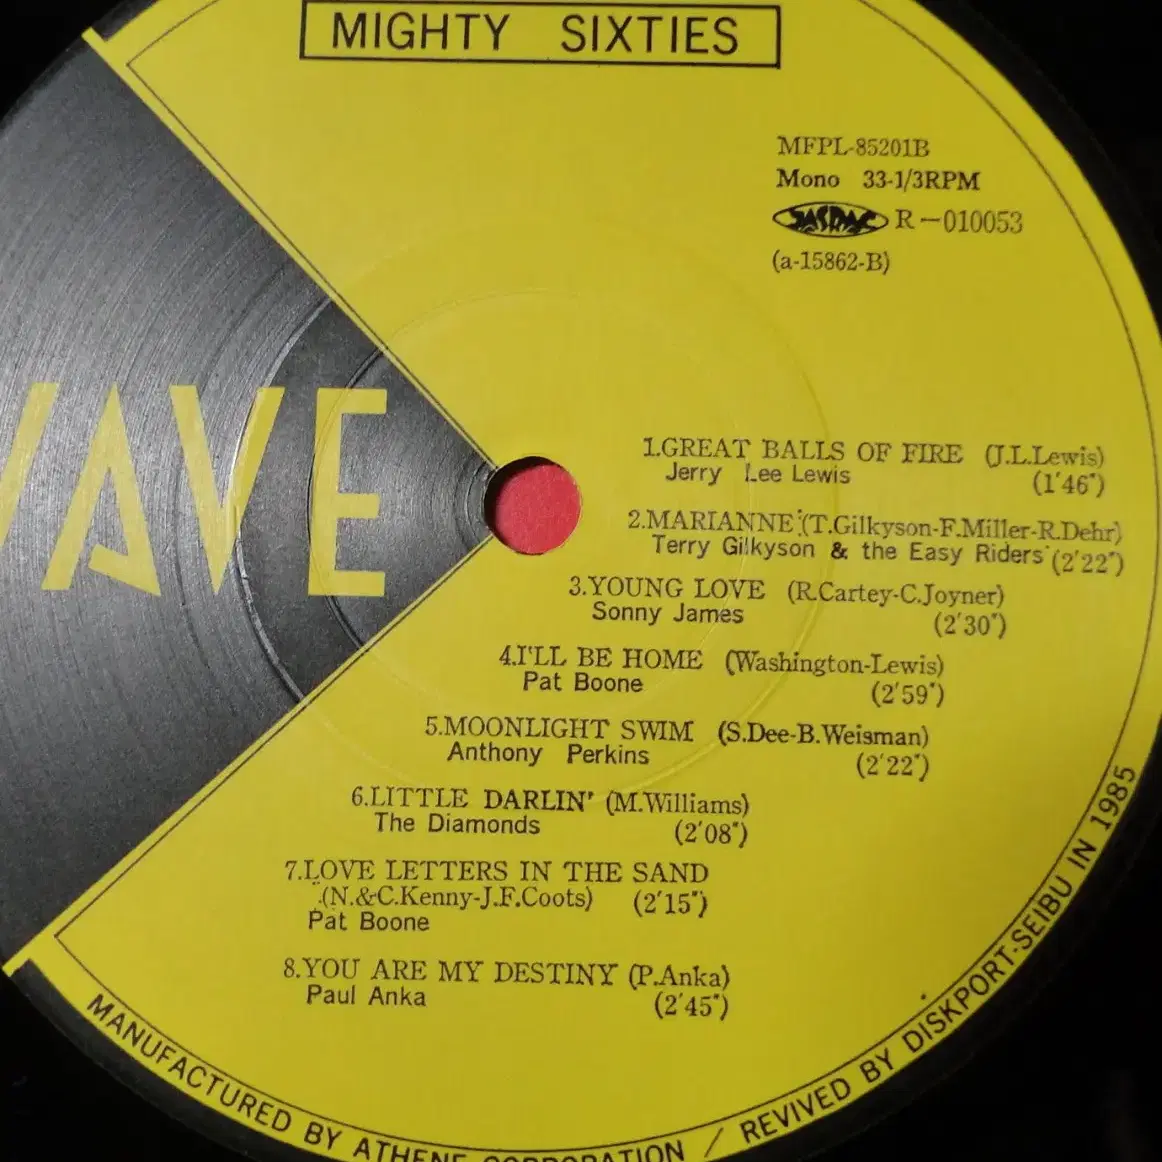 MIGHTY SIXTIES
MFPL-85201B
Mono 33-1/3RPM
JASRAC R-010053
(a-15862-B)
WAVE
1.GREAT BALLS OF FIRE (J.L.Lewis)
Jerry Lee Lewis (1'46")
2.MARIANNE (T.Gilkyson-F.Miller-R.Dehr)
Terry Gilkyson & the Easy Riders (2'22")
3.YOUNG LOVE (R.Cartey-C.Joyner)
Sonny James (2'30")
4.I'LL BE HOME (Washington-Lewis)
Pat Boone (2'59")
5.MOONLIGHT SWIM (S.Dee-B.Weisman)
Anthony Perkins (2'22")
6.LITTLE DARLIN' (M.Williams)
The Diamonds (2'08")
7.LOVE LETTERS IN THE SAND
(N.&C.Kenny-J.F.Coots) (2'15")
Pat Boone
8.YOU ARE MY DESTINY (P.Anka)
Paul Anka (2'45")
MANUFACTURED BY ATHENE CORPORATION / REVIVED BY DISKPORT-SEIBU IN 1985